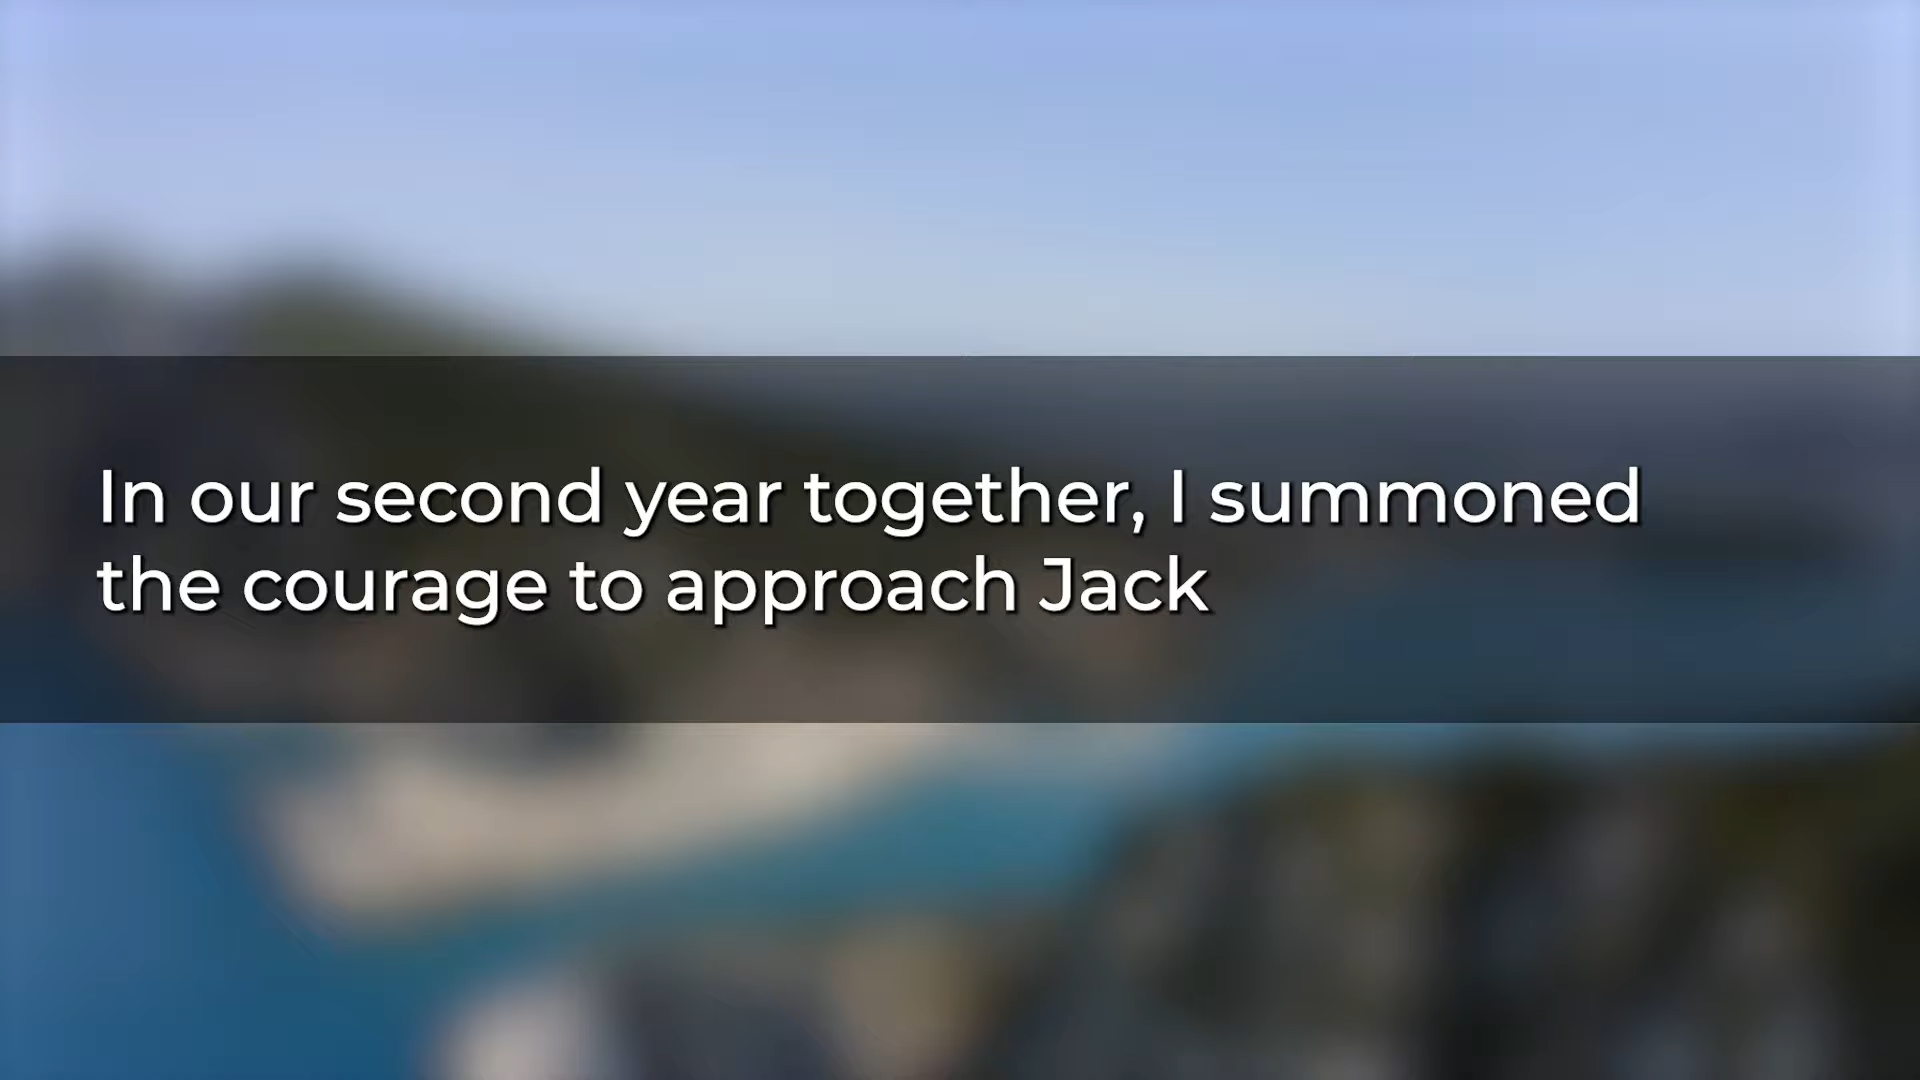 In our second year together, I summoned
the courage to approach Jack